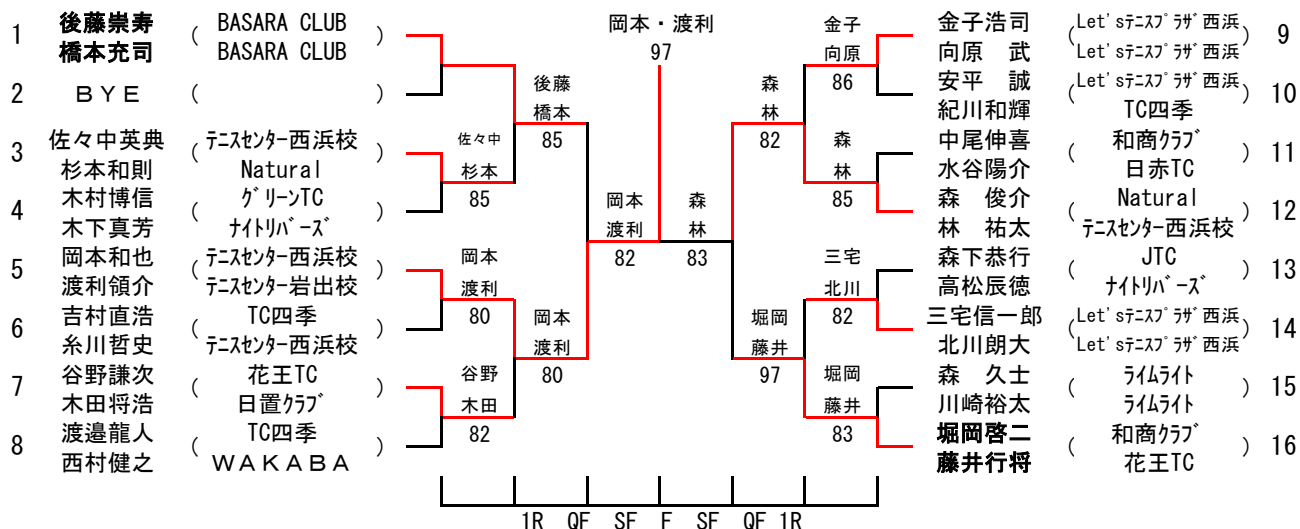 1 後藤崇寿 ( BASARA CLUB )
橋本充司 BASARA CLUB
2 ＢＹＥ ( )
3 佐々中英典 ( テニスセンター西浜校 )
杉本和則 Natural
4 木村博信 ( グリーンTC )
木下真芳 ナイトリバーズ
5 岡本和也 ( テニスセンター西浜校 )
渡利領介 テニスセンター岩出校
6 吉村直浩 ( TC四季 )
糸川哲史 テニスセンター西浜校
7 谷野謙次 ( 花王TC )
木田将浩 日置クラブ
8 渡邉龍人 ( TC四季 )
西村健之 ＷＡＫＡＢＡ
佐々中
杉本
85
岡本
渡利
80
谷野
木田
82
後藤
橋本
85
岡本
渡利
80
岡本
渡利
82
岡本・渡利
97
森
林
83
森
林
82
堀岡
藤井
97
金子
向原
86
森
林
85
三宅
北川
82
堀岡
藤井
83
金子浩司 (Let'sテニスプラザ西浜) 9
向原　武 Let'sテニスプラザ西浜
安平　誠 (Let'sテニスプラザ西浜) 10
紀川和輝 TC四季
中尾伸喜 ( 和商クラブ ) 11
水谷陽介 日赤TC
森　俊介 ( Natural ) 12
林　祐太 テニスセンター西浜校
森下恭行 ( JTC ) 13
高松辰徳 ナイトリバーズ
三宅信一郎 (Let'sテニスプラザ西浜) 14
北川朗大 Let'sテニスプラザ西浜
森　久士 ( ライムライト ) 15
川崎裕太 ライムライト
堀岡啓二 ( 和商クラブ ) 16
藤井行将 花王TC
1R QF SF F SF QF 1R